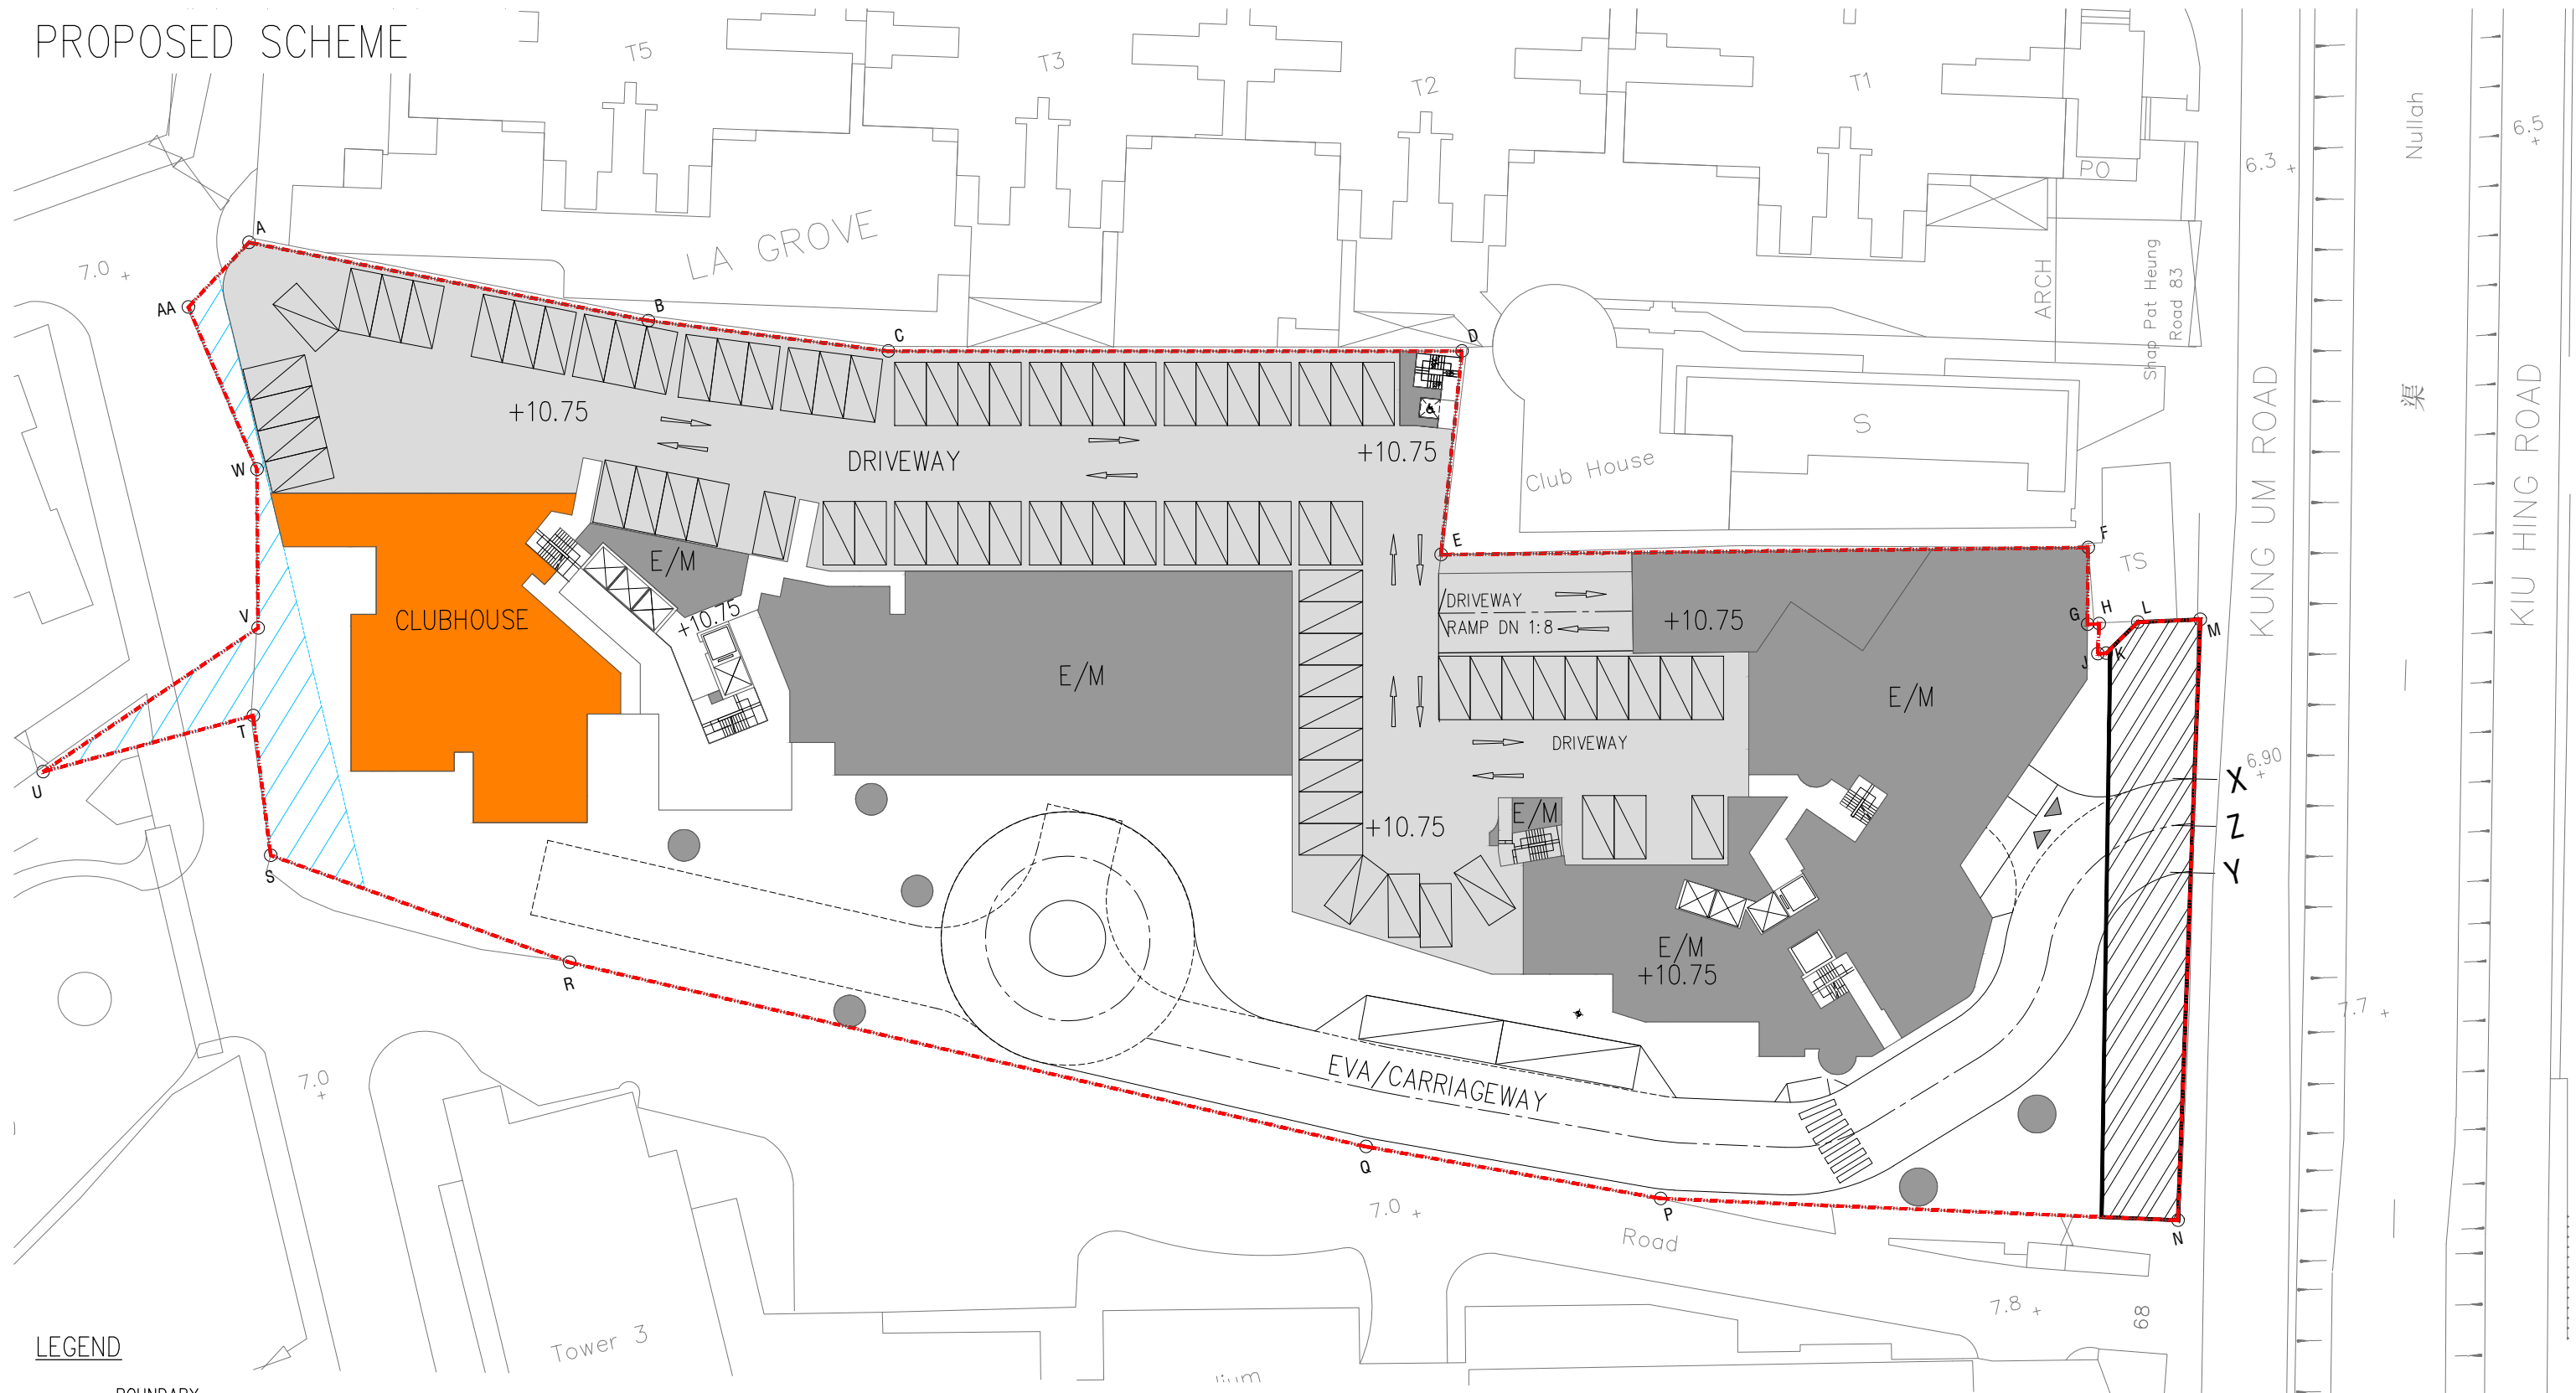 PROPOSED SCHEME
T5
T3
T2
T1
Nullah
6.5
6.3
PO
A
LA GROVE
7.0
AA
B
C
D
ARCH
Shap Pat Heung
Road 83
KUNG UM ROAD
渠
KIU HING ROAD
+10.75
DRIVEWAY
+10.75
S
Club House
W
E
F
TS
E/M
CLUBHOUSE
+10.75
V
E/M
DRIVEWAY
RAMP DN 1:8
+10.75
G
H
L
M
J
K
E/M
T
U
DRIVEWAY
6.90
X
Z
Y
E/M
+10.75
S
R
E/M
+10.75
7.7
EVA/CARRIAGEWAY
7.0
Q
P
7.0
Road
N
7.8
68
Tower 3
LEGEND
BOUNDARY